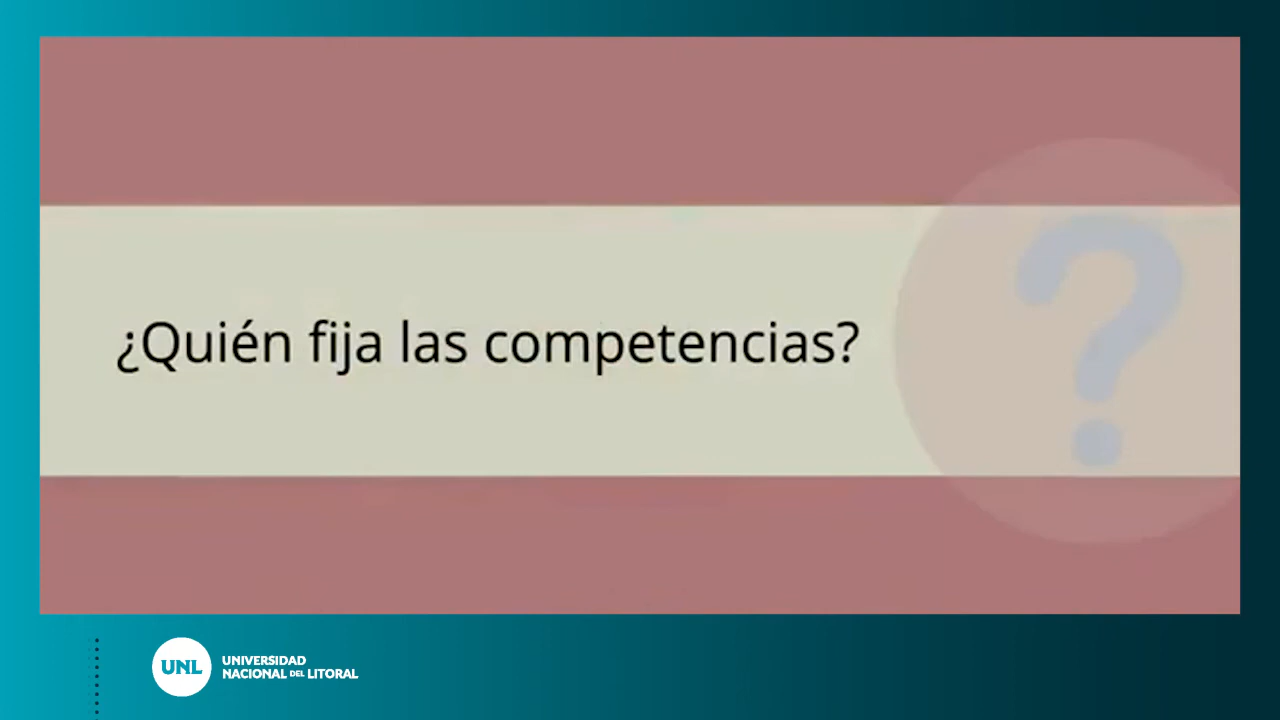 ¿Quién fija las competencias?
?
UNL
UNIVERSIDAD
NACIONAL DEL LITORAL